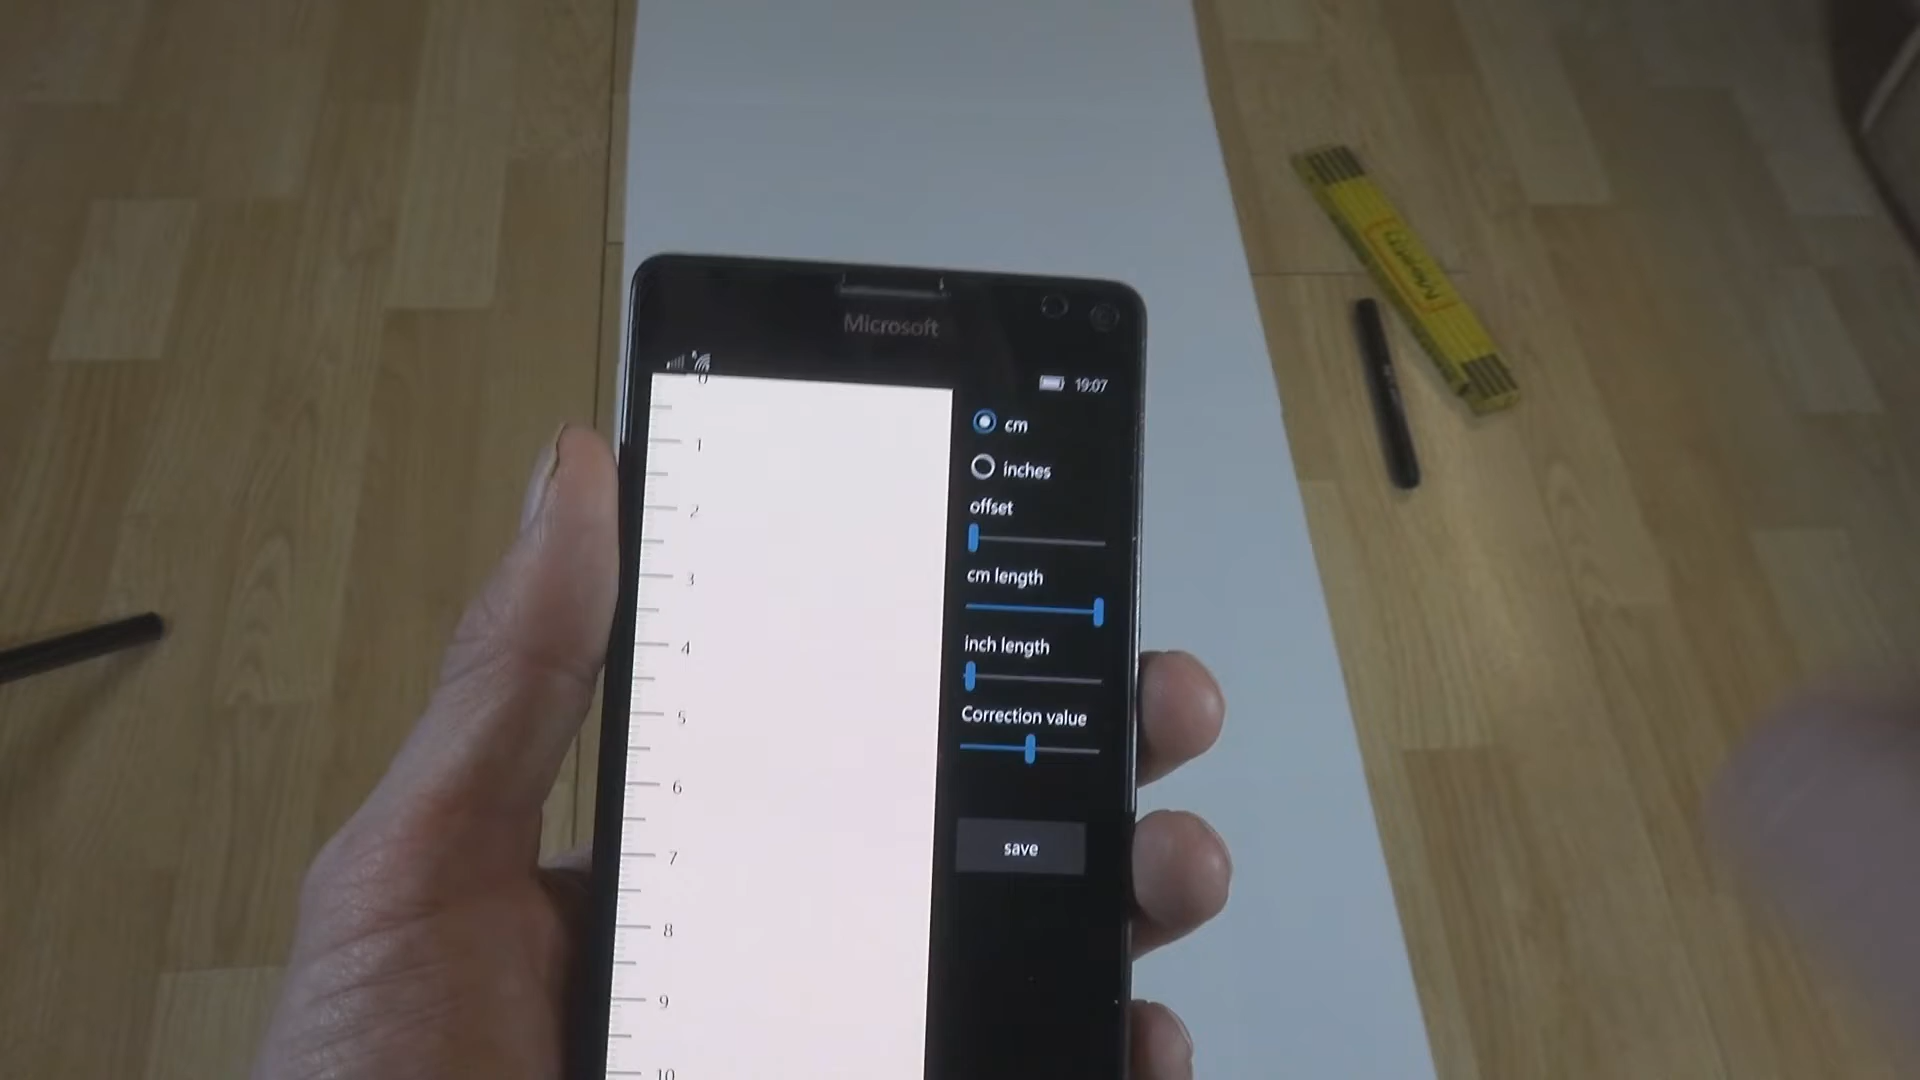 Microsoft
19:07
0
1
2
3
4
5
6
7
8
9
10
cm
inches
offset
cm length
inch length
Correction value
save